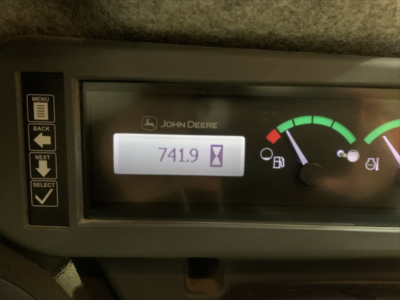 MENU
BACK
NEXT
SELECT
JOHN DEERE
741.9